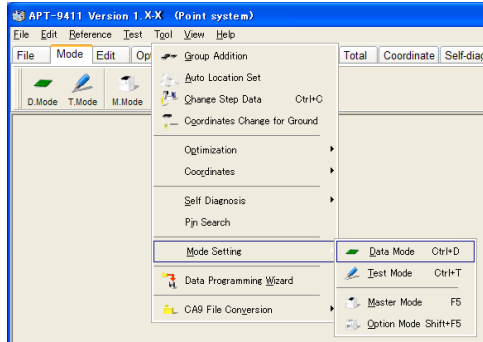 APT-9411 Version 1.X-X (Point system)
File Edit Reference Test Tool View Help
File Mode Edit Op Total Coordinate Self-diag
D.Mode T.Mode M.Mode
Group Addition
Auto Location Set
Change Step Data Ctrl+C
Coordinates Change for Ground
Optimization
Coordinates
Self Diagnosis
Pin Search
Mode Setting
Data Programming Wizard
CA9 File Conversion
Data Mode Ctrl+D
Test Mode Ctrl+T
Master Mode F5
Option Mode Shift+F5